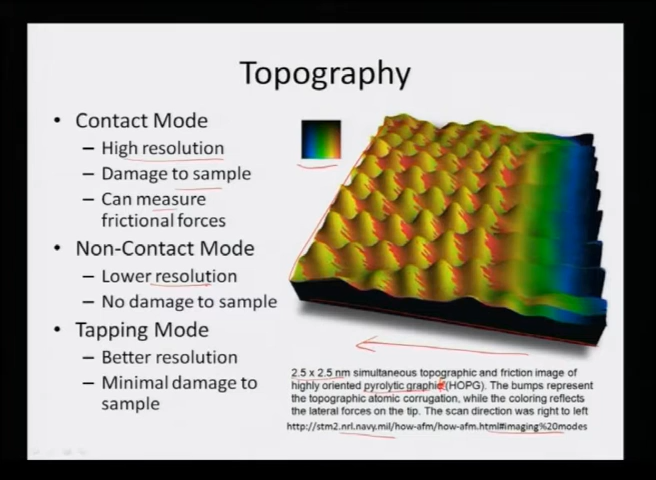 Topography
• Contact Mode
– High resolution
– Damage to sample
– Can measure
frictional forces
• Non-Contact Mode
– Lower resolution
– No damage to sample
• Tapping Mode
– Better resolution
– Minimal damage to
sample
2.5 x 2.5 nm simultaneous topographic and friction image of
highly oriented pyrolytic graphite (HOPG). The bumps represent
the topographic atomic corrugation, while the coloring reflects
the lateral forces on the tip. The scan direction was right to left
http://stm2.nrl.navy.mil/how-afm/how-afm.html#imaging%20modes